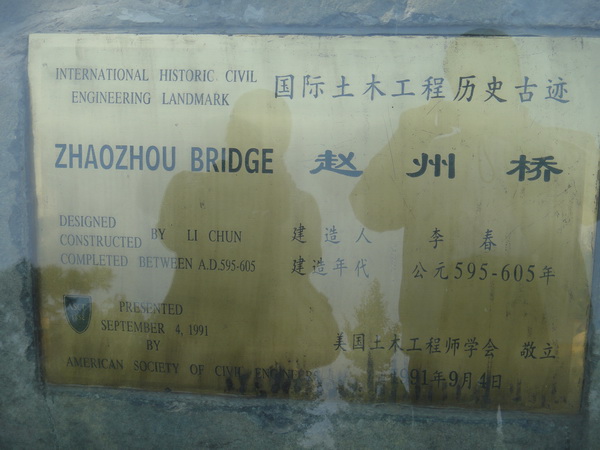 INTERNATIONAL HISTORIC CIVIL
ENGINEERING LANDMARK
国际土木工程历史古迹
ZHAOZHOU BRIDGE 赵州桥
DESIGNED
CONSTRUCTED BY LI CHUN
COMPLETED BETWEEN A.D.595-605
建造人 李春
建造年代 公元595-605年
PRESENTED
SEPTEMBER 4, 1991
BY
AMERICAN SOCIETY OF CIVIL ENGINEERS
美国土木工程师学会 敬立
1991年9月4日